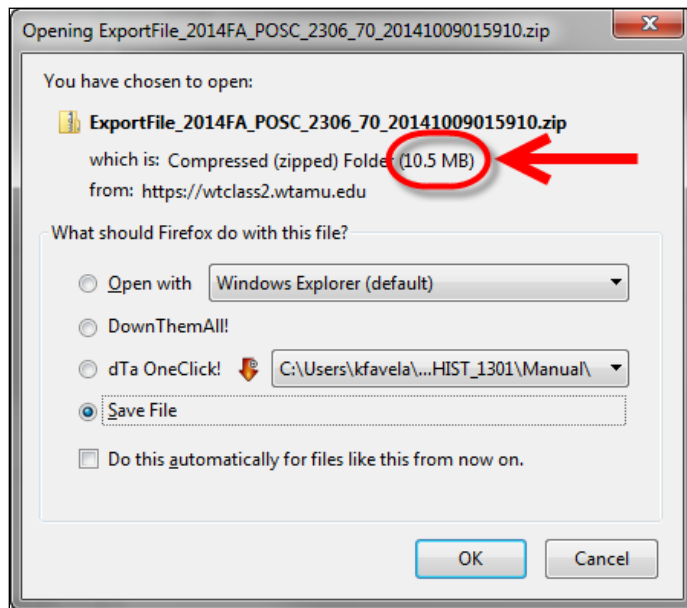 Opening ExportFile_2014FA_POSC_2306_70_20141009015910.zip
You have chosen to open:
ExportFile_2014FA_POSC_2306_70_20141009015910.zip
which is: Compressed (zipped) Folder (10.5 MB)
from: https://wtclass2.wtamu.edu
What should Firefox do with this file?
Open with Windows Explorer (default)
DownThemAll!
dTa OneClick! C:\Users\kfavela\...HIST_1301\Manual\
Save File
Do this automatically for files like this from now on.
OK Cancel